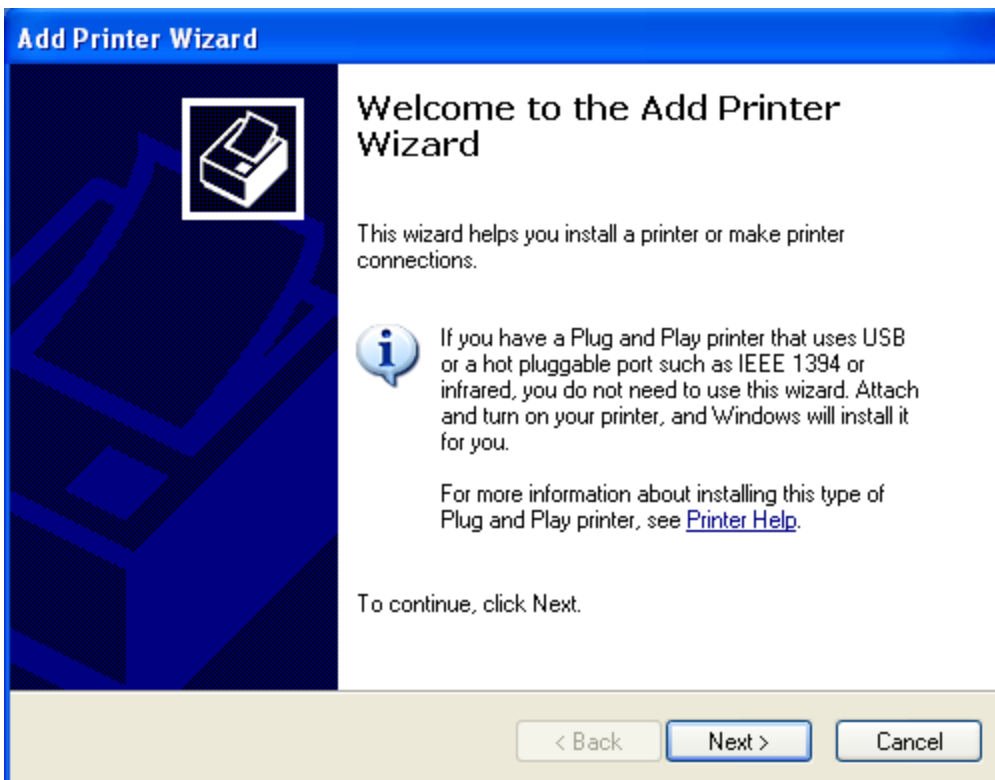 Add Printer Wizard
Welcome to the Add Printer
Wizard
This wizard helps you install a printer or make printer
connections.
If you have a Plug and Play printer that uses USB
or a hot pluggable port such as IEEE 1394 or
infrared, you do not need to use this wizard. Attach
and turn on your printer, and Windows will install it
for you.
For more information about installing this type of
Plug and Play printer, see Printer Help.
To continue, click Next.
< Back
Next >
Cancel